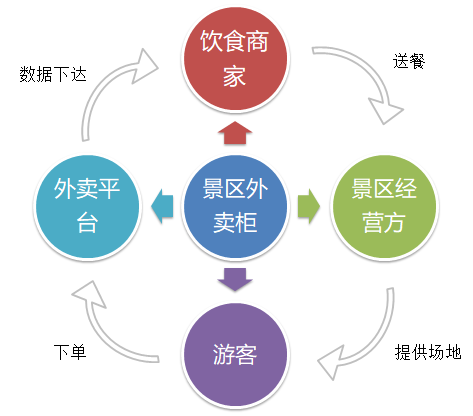 饮食商
家
数据下达
送餐
外卖平
台
景区外
卖柜
景区经
营方
下单
游客
提供场地